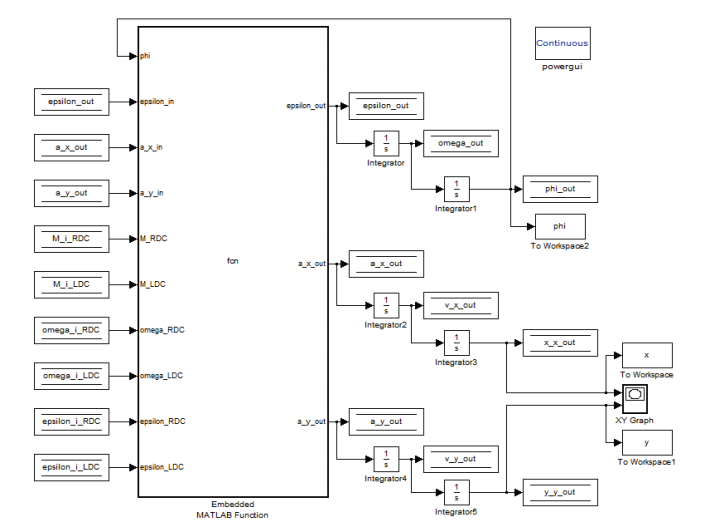 Continuous
powergui
phi
epsilon_out
epsilon_in
epsilon_out
epsilon_out
a_x_out
a_x_in
1
s
Integrator
omega_out
a_y_out
a_y_in
1
s
Integrator1
phi_out
phi
To Workspace2
M_i_RDC
M_RDC
fcn
a_x_out
a_x_out
M_i_LDC
M_LDC
1
s
Integrator2
v_x_out
omega_i_RDC
omega_RDC
1
s
Integrator3
x_x_out
x
To Workspace
omega_i_LDC
omega_LDC
XY Graph
epsilon_i_RDC
epsilon_RDC
a_y_out
a_y_out
y
To Workspace1
epsilon_i_LDC
epsilon_LDC
1
s
Integrator4
v_y_out
1
s
Integrator5
y_y_out
Embedded
MATLAB Function